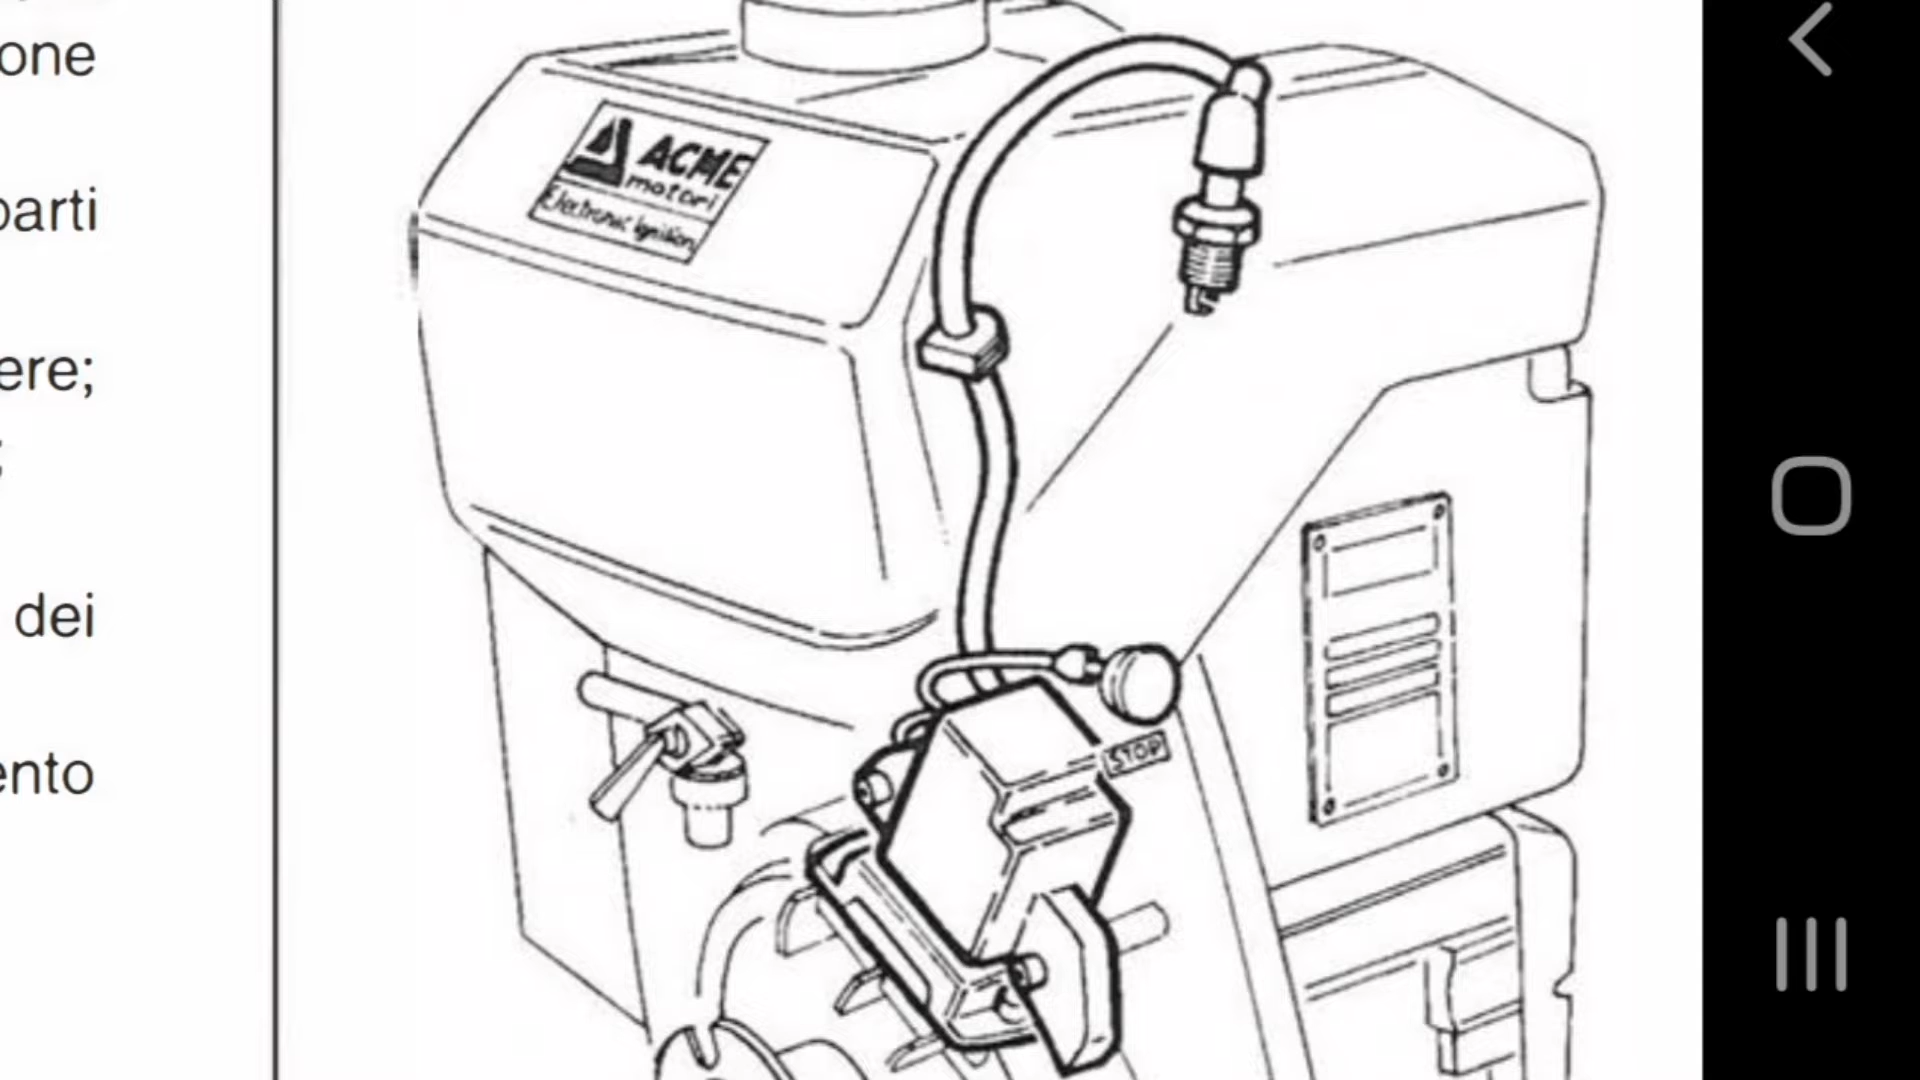 one
parti
ere;
dei
ento
ACME
motori
Electronic Ignition
STOP